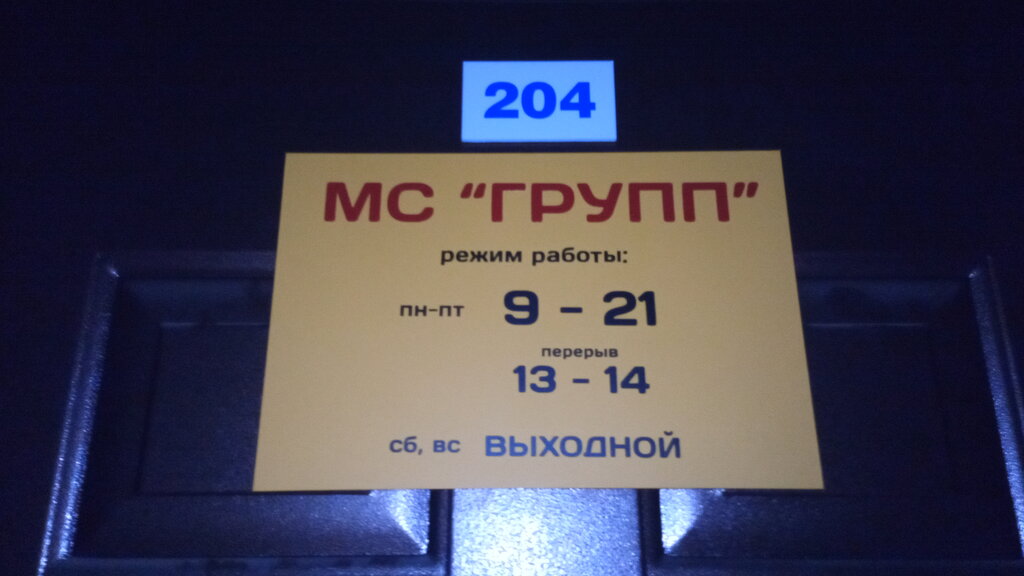 204
МС "ГРУПП"
режим работы:
пн-пт 9 - 21
перерыв
13 - 14
сб, вс ВЫХОДНОЙ